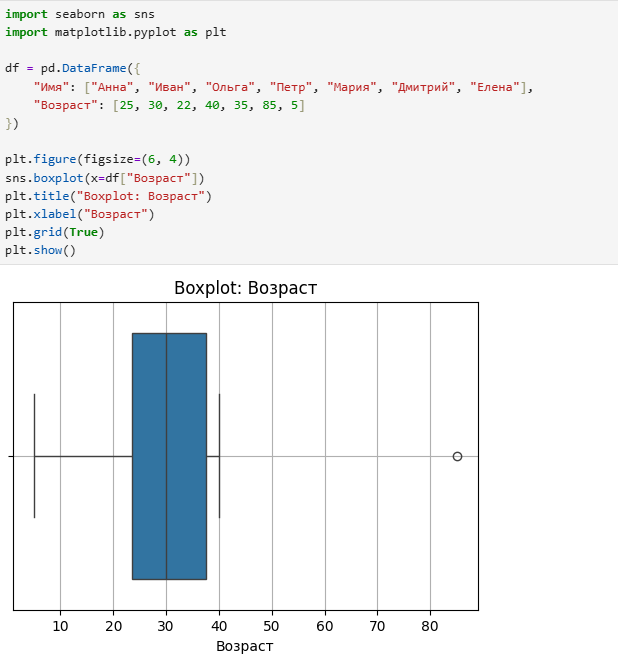 import seaborn as sns
import matplotlib.pyplot as plt
df = pd.DataFrame({
    "Имя": ["Анна", "Иван", "Ольга", "Петр", "Мария", "Дмитрий", "Елена"],
    "Возраст": [25, 30, 22, 40, 35, 85, 5]
})
plt.figure(figsize=(6, 4))
sns.boxplot(x=df["Возраст"])
plt.title("Boxplot: Возраст")
plt.xlabel("Возраст")
plt.grid(True)
plt.show()
Boxplot: Возраст
10 20 30 40 50 60 70 80
Возраст